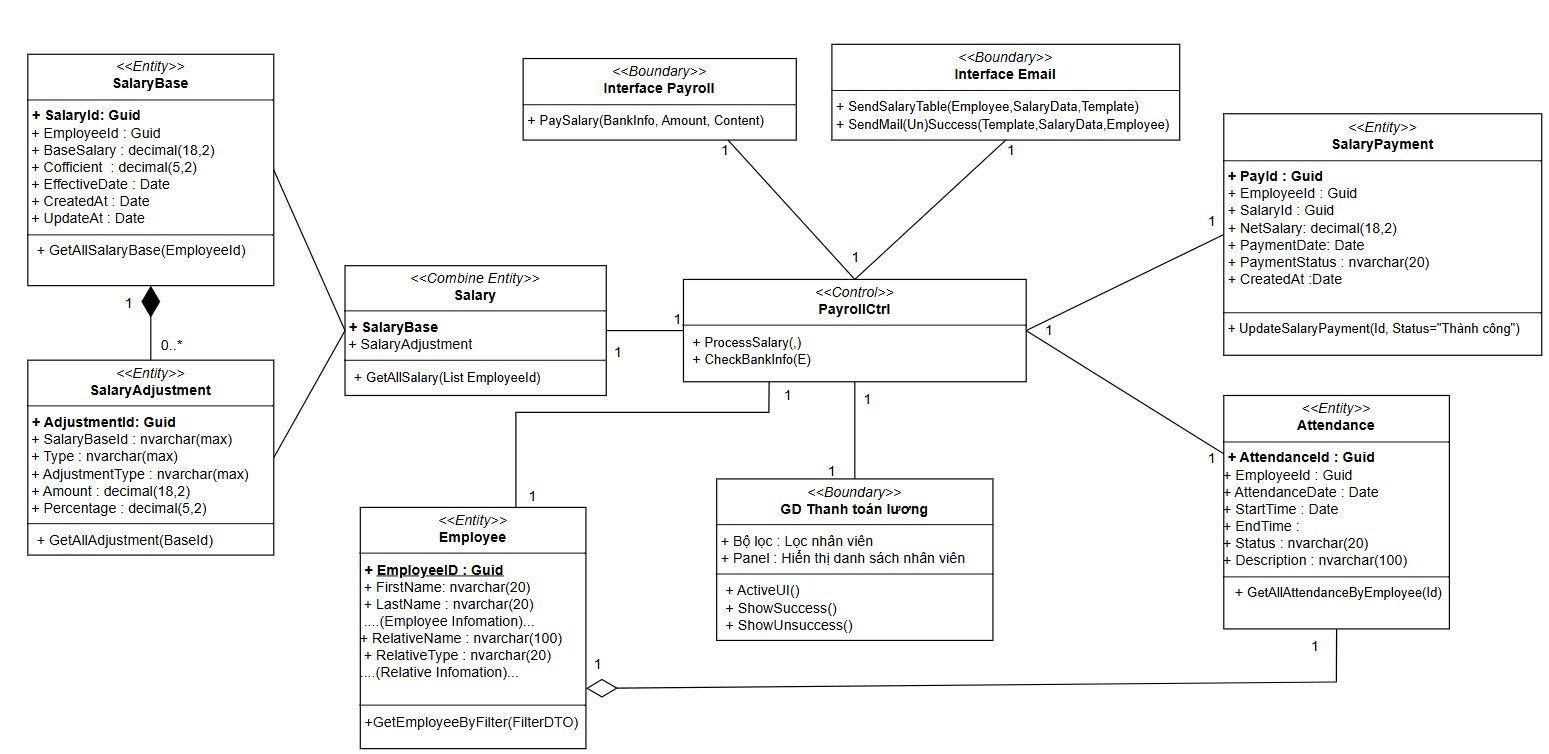 <<Entity>>
SalaryBase
+ SalaryId: Guid
+ EmployeeId : Guid
+ BaseSalary : decimal(18,2)
+ Cofficient : decimal(5,2)
+ EffectiveDate : Date
+ CreatedAt : Date
+ UpdateAt : Date
+ GetAllSalaryBase(EmployeeId)
1
0..*
<<Entity>>
SalaryAdjustment
+ AdjustmentId: Guid
+ SalaryBaseId : nvarchar(max)
+ Type : nvarchar(max)
+ AdjustmentType : nvarchar(max)
+ Amount : decimal(18,2)
+ Percentage : decimal(5,2)
+ GetAllAdjustment(BaseId)
<<Combine Entity>>
Salary
+ SalaryBase
+ SalaryAdjustment
+ GetAllSalary(List EmployeeId)
1
1
<<Boundary>>
Interface Payroll
+ PaySalary(BankInfo, Amount, Content)
1
<<Boundary>>
Interface Email
+ SendSalaryTable(Employee,SalaryData,Template)
+ SendMail(Un)Success(Template,SalaryData,Employee)
1
1
<<Control>>
PayrollCtrl
+ ProcessSalary(,)
+ CheckBankInfo(E)
1
1
1
<<Entity>>
SalaryPayment
+ PayId : Guid
+ EmployeeId : Guid
+ SalaryId : Guid
+ NetSalary: decimal(18,2)
+ PaymentDate: Date
+ PaymentStatus : nvarchar(20)
+ CreatedAt :Date
+ UpdateSalaryPayment(Id, Status="Thành công")
1
1
<<Entity>>
Attendance
+ AttendanceId : Guid
+ EmployeeId : Guid
+ AttendanceDate : Date
+ StartTime : Date
+ EndTime :
+ Status : nvarchar(20)
+ Description : nvarchar(100)
+ GetAllAttendanceByEmployee(Id)
1
1
<<Entity>>
Employee
+ EmployeeID : Guid
+ FirstName: nvarchar(20)
+ LastName : nvarchar(20)
....(Employee Infomation)...
+ RelativeName : nvarchar(100)
+ RelativeType : nvarchar(20)
....(Relative Infomation)...
+GetEmployeeByFilter(FilterDTO)
1
1
<<Boundary>>
GD Thanh toán lương
+ Bộ lọc : Lọc nhân viên
+ Panel : Hiển thị danh sách nhân viên
+ ActiveUI()
+ ShowSuccess()
+ ShowUnsuccess()